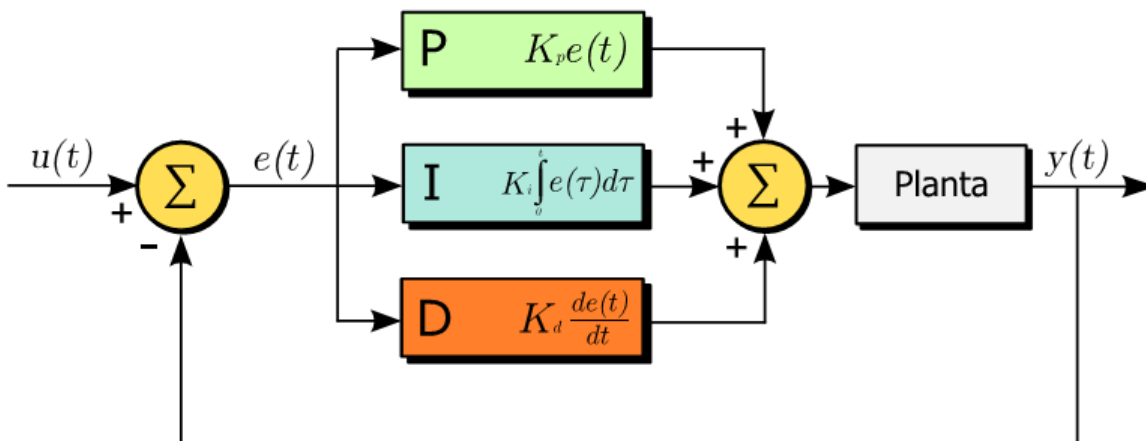 P K_p e(t)
u(t)
+
-
Σ
e(t)
I K_i ∫_0^t e(τ)dτ
D K_d de(t)/dt
+
+
+
Σ
Planta
y(t)